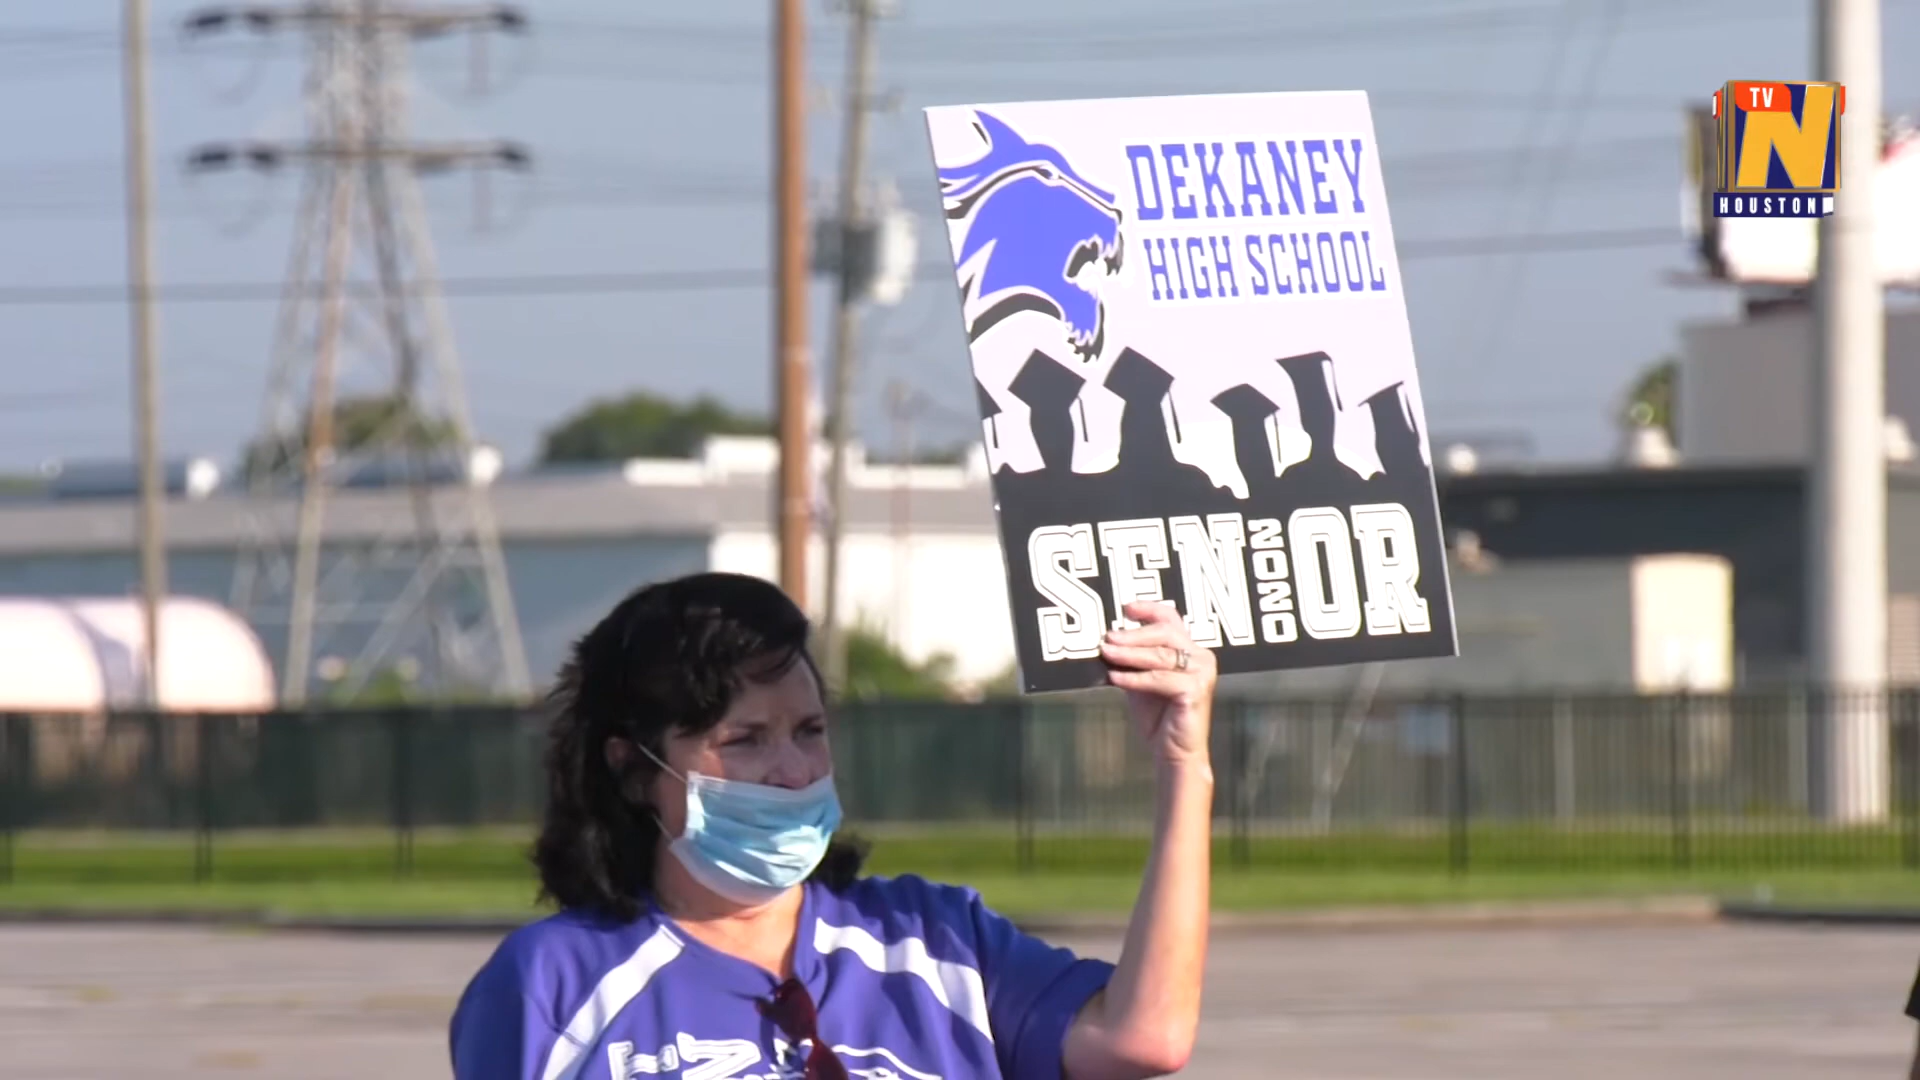 DEKANEY
HIGH SCHOOL
SENIOR
2020
TV
N
HOUSTON